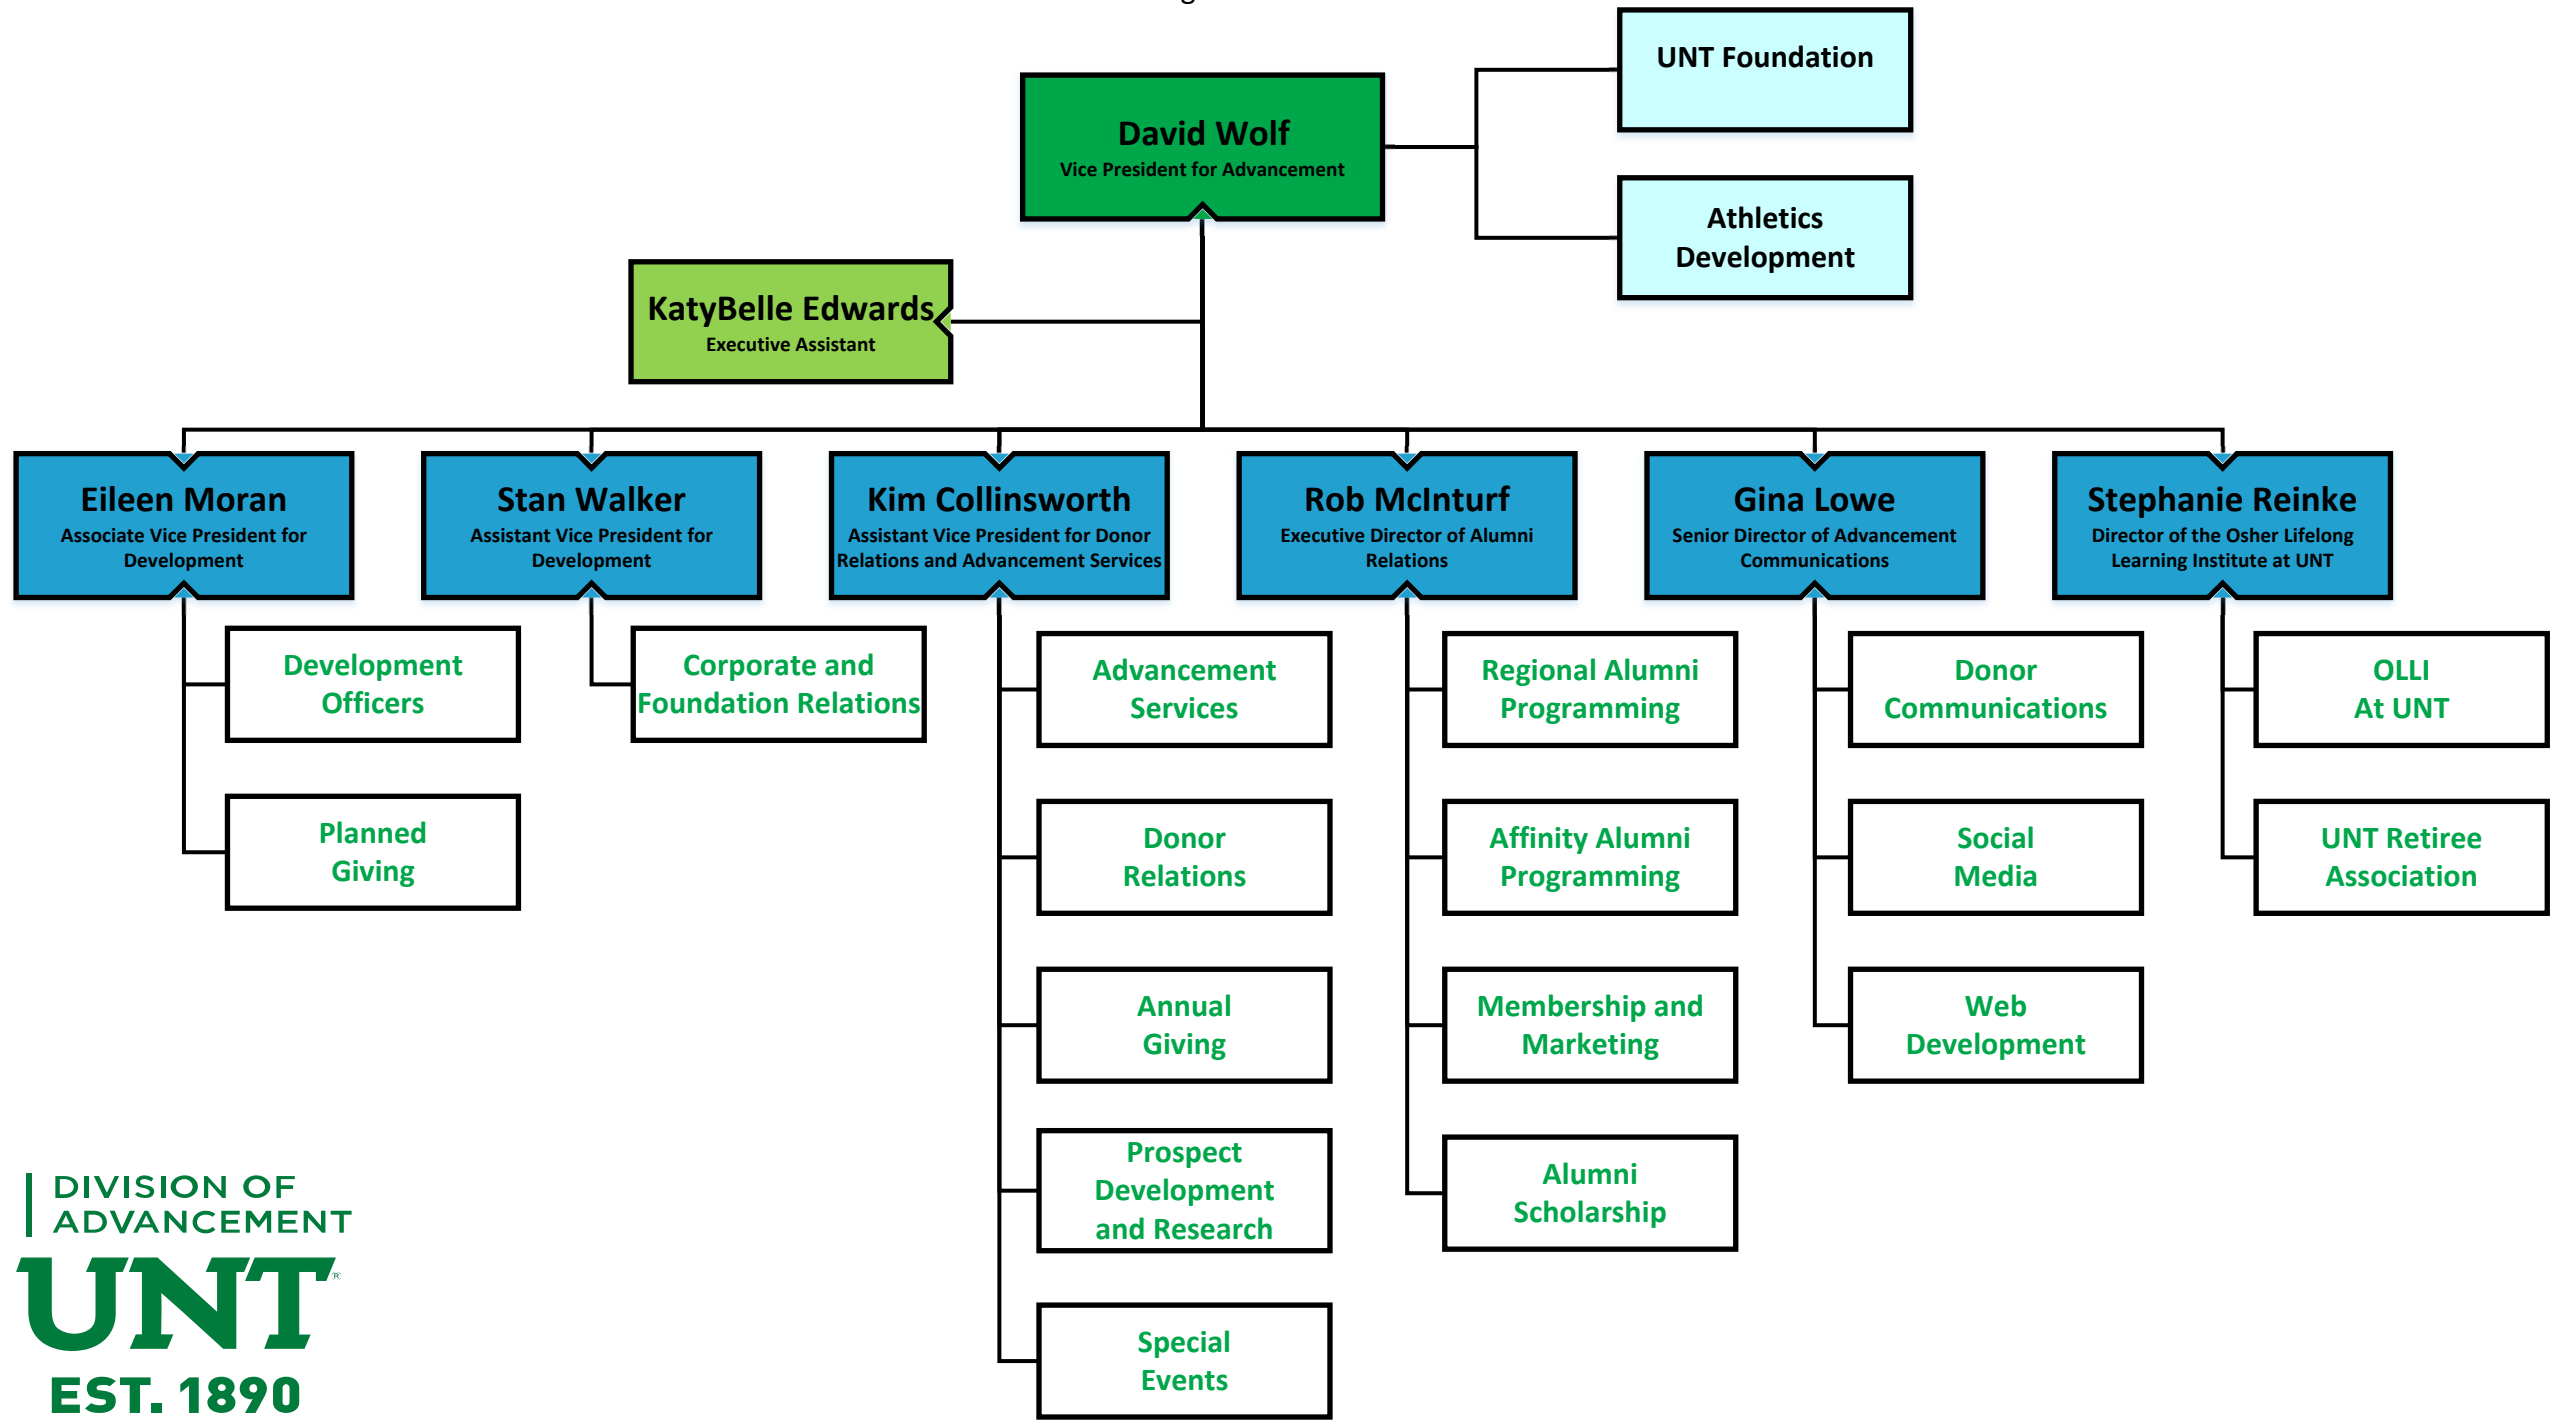 UNT Foundation
David Wolf
Vice President for Advancement
Athletics
Development
KatyBelle Edwards
Executive Assistant
Eileen Moran
Associate Vice President for
Development
Stan Walker
Assistant Vice President for
Development
Kim Collinsworth
Assistant Vice President for Donor
Relations and Advancement Services
Rob McInturf
Executive Director of Alumni
Relations
Gina Lowe
Senior Director of Advancement
Communications
Stephanie Reinke
Director of the Osher Lifelong
Learning Institute at UNT
Development
Officers
Planned
Giving
Corporate and
Foundation Relations
Advancement
Services
Donor
Relations
Annual
Giving
Prospect
Development
and Research
Special
Events
Regional Alumni
Programming
Affinity Alumni
Programming
Membership and
Marketing
Alumni
Scholarship
Donor
Communications
Social
Media
Web
Development
OLLI
At UNT
UNT Retiree
Association
DIVISION OF
ADVANCEMENT
UNT®
EST. 1890